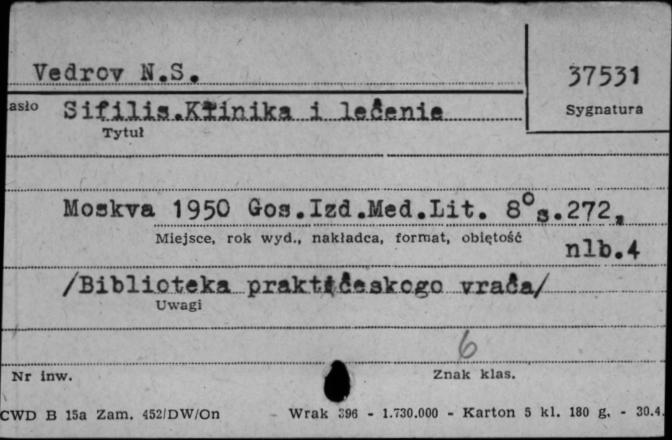 Vedrov N.S.
37531
Sygnatura
asło Sifilis.Klinika i lečenie
Tytuł
Moskva 1950 Gos.Izd.Med.Lit. 8° s.272,
Miejsce, rok wyd., nakładca, format, objętość
nlb.4
/Biblioteka praktičeskogo vrača/
Uwagi
6
Nr inw.
Znak klas.
CWD B 15a Zam. 452/DW/On Wrak 396 - 1.730.000 - Karton 5 kl. 180 g. - 30.4.